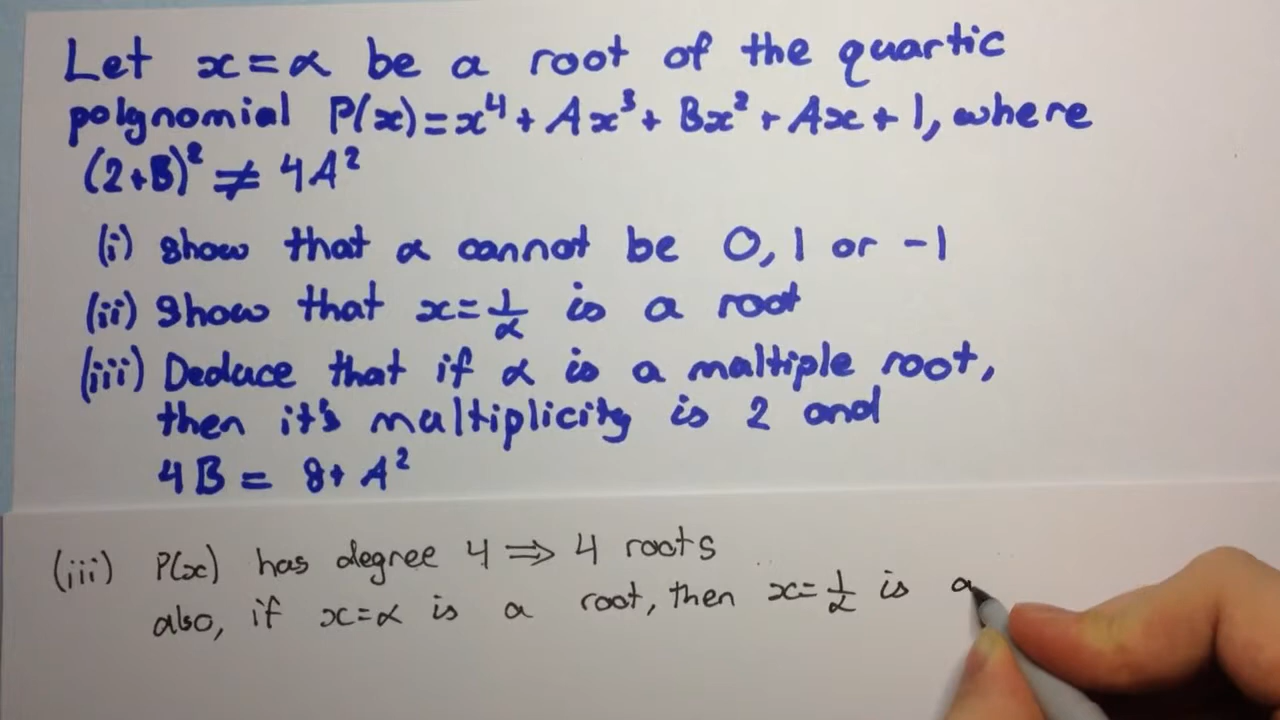 Let x=α be a root of the quartic
polynomial P(x)=x⁴+Ax³+Bx²+Ax+1, where
(2+B)²≠4A²
(i) Show that α cannot be 0, 1 or -1
(ii) Show that x=1/α is a root
(iii) Deduce that if α is a multiple root,
then it's multiplicity is 2 and
4B = 8+A²
(iii) P(x) has degree 4 ⇒ 4 roots
also, if x=α is a root, then x=1/α is a